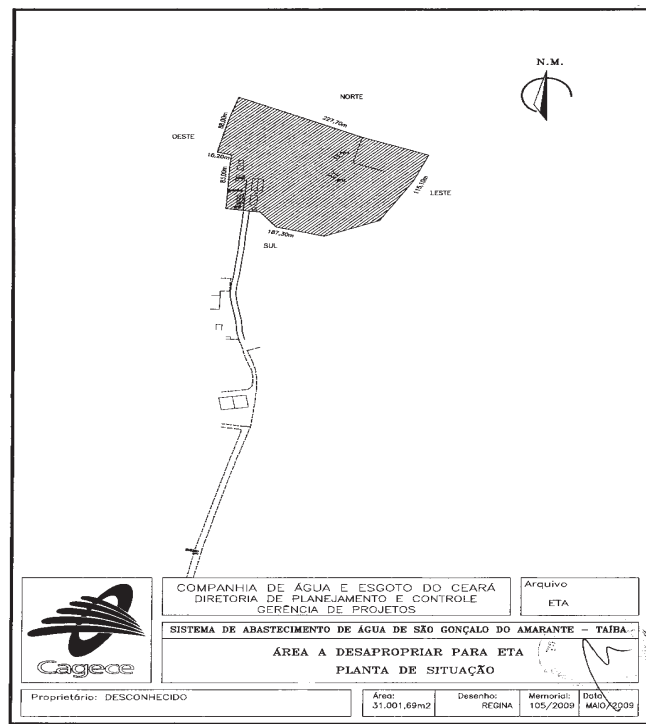 N.M.
NORTE
227,70m
OESTE
16,20m
115,10m
LESTE
187,30m
SUL
COMPANHIA DE ÁGUA E ESGOTO DO CEARÁ
DIRETORIA DE PLANEJAMENTO E CONTROLE
GERÊNCIA DE PROJETOS
Arquivo
ETA
SISTEMA DE ABASTECIMENTO DE ÁGUA DE SÃO GONÇALO DO AMARANTE - TAÍBA
ÁREA A DESAPROPRIAR PARA ETA
PLANTA DE SITUAÇÃO
Cagece
Proprietário: DESCONHECIDO
Área:
31.001,69m2
Desenho:
REGINA
Memorial:
105/2009
Data:
MAIO/2009